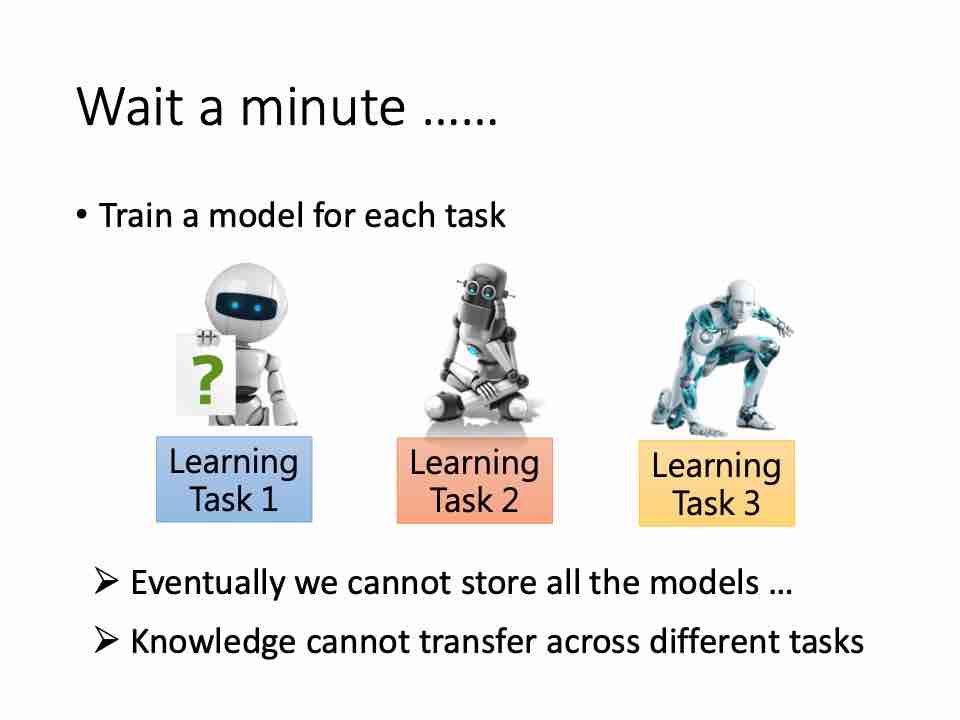 Wait a minute ……
• Train a model for each task
?
Learning
Task 1
Learning
Task 2
Learning
Task 3
➢ Eventually we cannot store all the models …
➢ Knowledge cannot transfer across different tasks